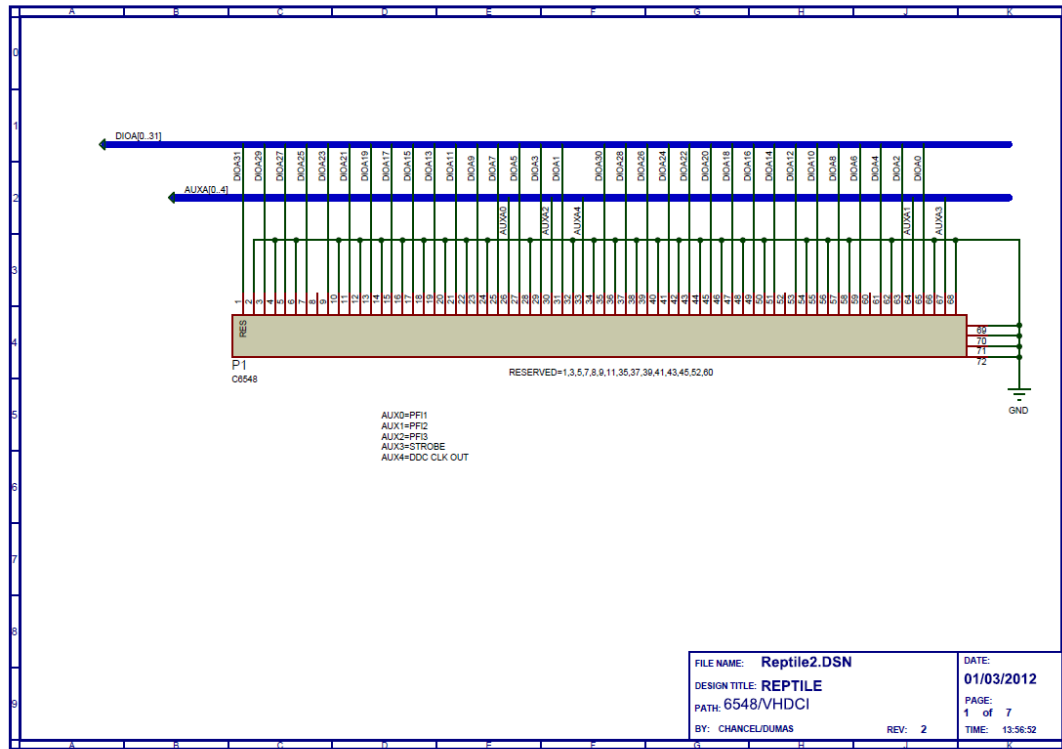 A B C D E F G H I J K
0
1
2
3
4
5
6
7
8
9
DIOA[0..31]
DIOA31 DIOA29 DIOA27 DIOA25 DIOA23 DIOA21 DIOA19 DIOA17 DIOA15 DIOA13 DIOA11 DIOA9 DIOA7 DIOA5 DIOA3 DIOA1 DIOA30 DIOA28 DIOA26 DIOA24 DIOA22 DIOA20 DIOA18 DIOA16 DIOA14 DIOA12 DIOA10 DIOA8 DIOA6 DIOA4 DIOA2 DIOA0
AUXA[0..4]
AUXA0 AUXA2 AUXA4 AUXA1 AUXA3
1 2 3 4 5 6 7 8 9 10 11 12 13 14 15 16 17 18 19 20 21 22 23 24 25 26 27 28 29 30 31 32 33 34 35 36 37 38 39 40 41 42 43 44 45 46 47 48 49 50 51 52 53 54 55 56 57 58 59 60 61 62 63 64 65 66 67 68
RES
69
70
71
72
P1
C6548
RESERVED=1,3,5,7,8,9,11,35,37,39,41,43,45,52,60
GND
AUX0=PFI1
AUX1=PFI2
AUX2=PFI3
AUX3=STROBE
AUX4=DDC CLK OUT
FILE NAME: Reptile2.DSN
DESIGN TITLE: REPTILE
PATH: 6548/VHDCI
BY: CHANCEL/DUMAS REV: 2
DATE:
01/03/2012
PAGE:
1 of 7
TIME: 13:56:52
A B C D E F G H I J K